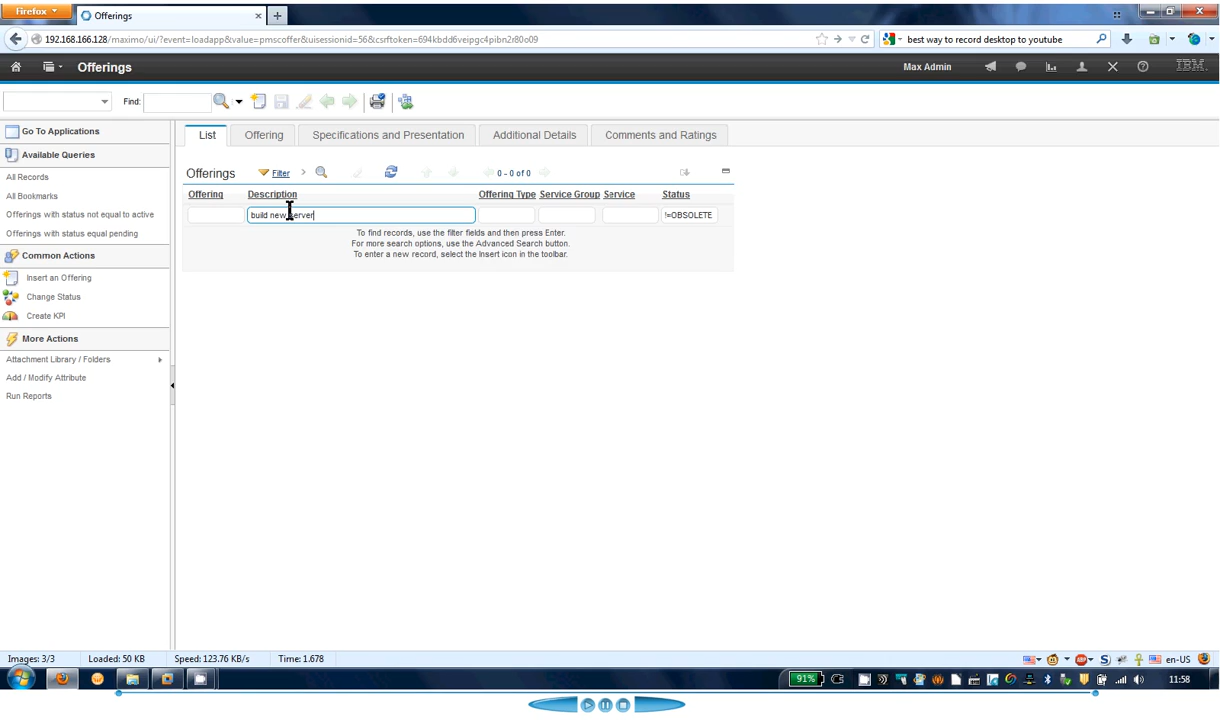 Firefox
Offerings
192.168.166.128/maximo/ui/?event=loadapp&value=pmscoffer&uisessionid=56&csrftoken=694kbdd6veipgc4pibn2r80o09
best way to record desktop to youtube
Offerings
Max Admin
IBM.
Find:
Go To Applications
Available Queries
All Records
All Bookmarks
Offerings with status not equal to active
Offerings with status equal pending
Common Actions
Insert an Offering
Change Status
Create KPI
More Actions
Attachment Library / Folders
Add / Modify Attribute
Run Reports
List
Offering
Specifications and Presentation
Additional Details
Comments and Ratings
Offerings
Filter
0 - 0 of 0
Offering
Description
Offering Type
Service Group
Service
Status
build new server
!=OBSOLETE
To find records, use the filter fields and then press Enter.
For more search options, use the Advanced Search button.
To enter a new record, select the Insert icon in the toolbar.
Images: 3/3
Loaded: 50 KB
Speed: 123.76 KB/s
Time: 1.678
en-US
91%
11:58